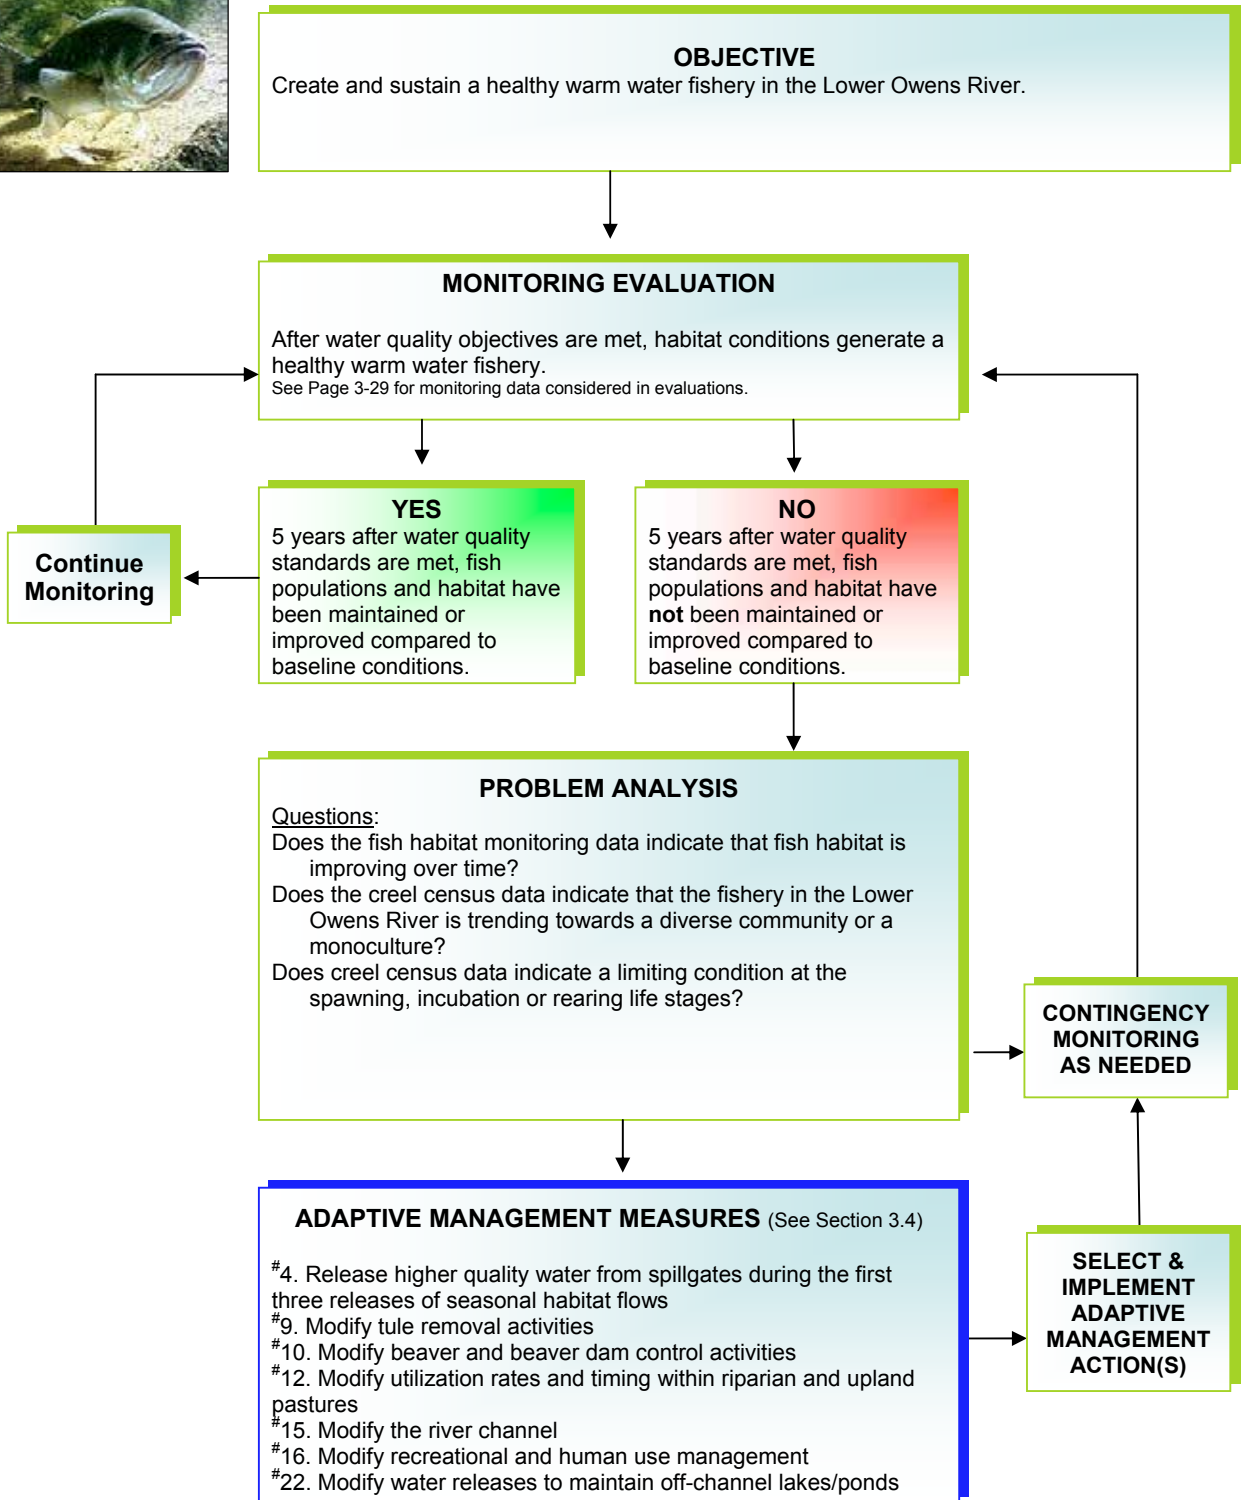 OBJECTIVE
Create and sustain a healthy warm water fishery in the Lower Owens River.
MONITORING EVALUATION
After water quality objectives are met, habitat conditions generate a
healthy warm water fishery.
See Page 3-29 for monitoring data considered in evaluations.
YES
5 years after water quality
standards are met, fish
populations and habitat have
been maintained or
improved compared to
baseline conditions.
NO
5 years after water quality
standards are met, fish
populations and habitat have
not been maintained or
improved compared to
baseline conditions.
Continue
Monitoring
PROBLEM ANALYSIS
Questions:
Does the fish habitat monitoring data indicate that fish habitat is
improving over time?
Does the creel census data indicate that the fishery in the Lower
Owens River is trending towards a diverse community or a
monoculture?
Does creel census data indicate a limiting condition at the
spawning, incubation or rearing life stages?
CONTINGENCY
MONITORING
AS NEEDED
ADAPTIVE MANAGEMENT MEASURES (See Section 3.4)
#4. Release higher quality water from spillgates during the first
three releases of seasonal habitat flows
#9. Modify tule removal activities
#10. Modify beaver and beaver dam control activities
#12. Modify utilization rates and timing within riparian and upland
pastures
#15. Modify the river channel
#16. Modify recreational and human use management
#22. Modify water releases to maintain off-channel lakes/ponds
SELECT &
IMPLEMENT
ADAPTIVE
MANAGEMENT
ACTION(S)